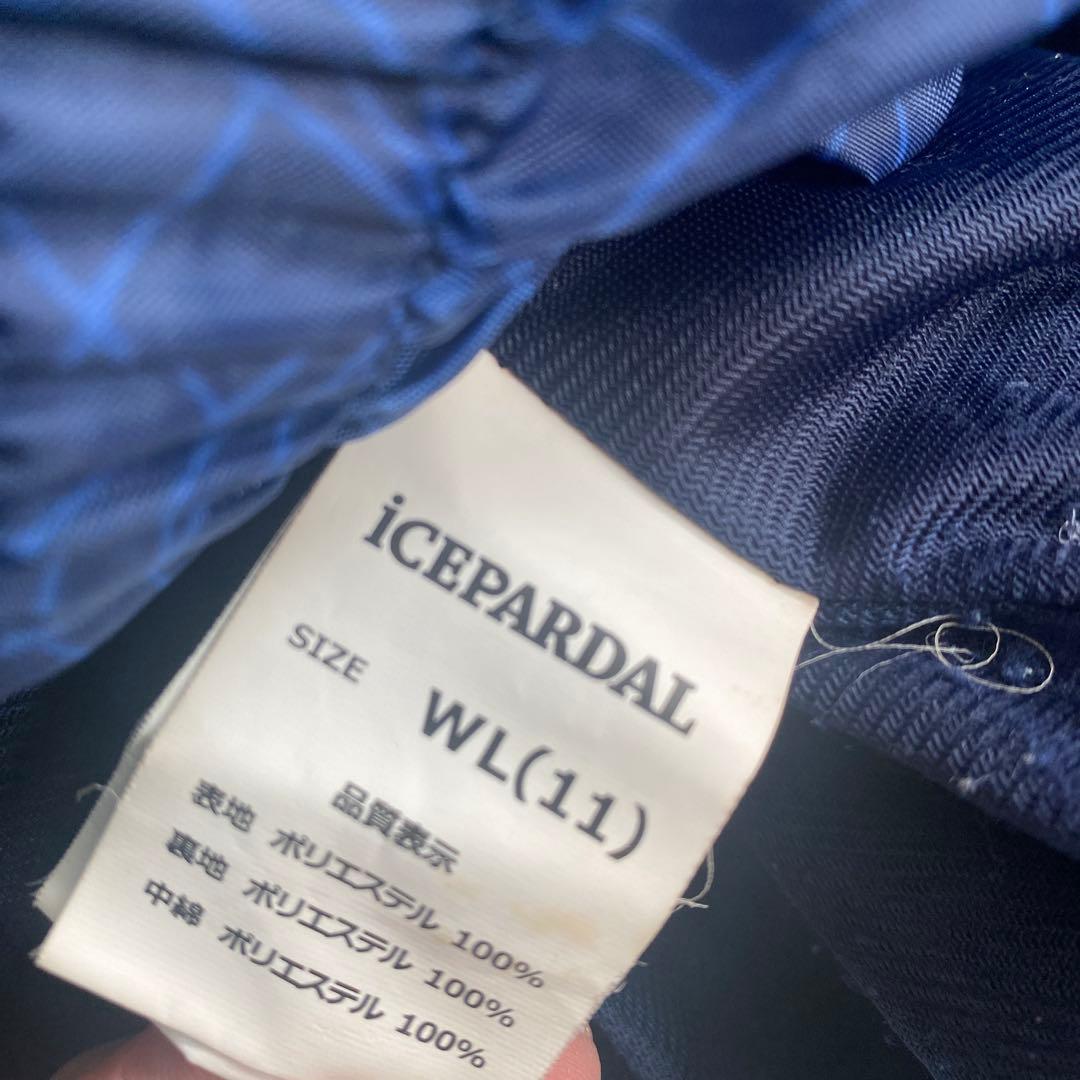 iCEPARDAL
SIZE WL(11)
品質表示
表地 ポリエステル 100%
裏地 ポリエステル 100%
中綿 ポリエステル 100%